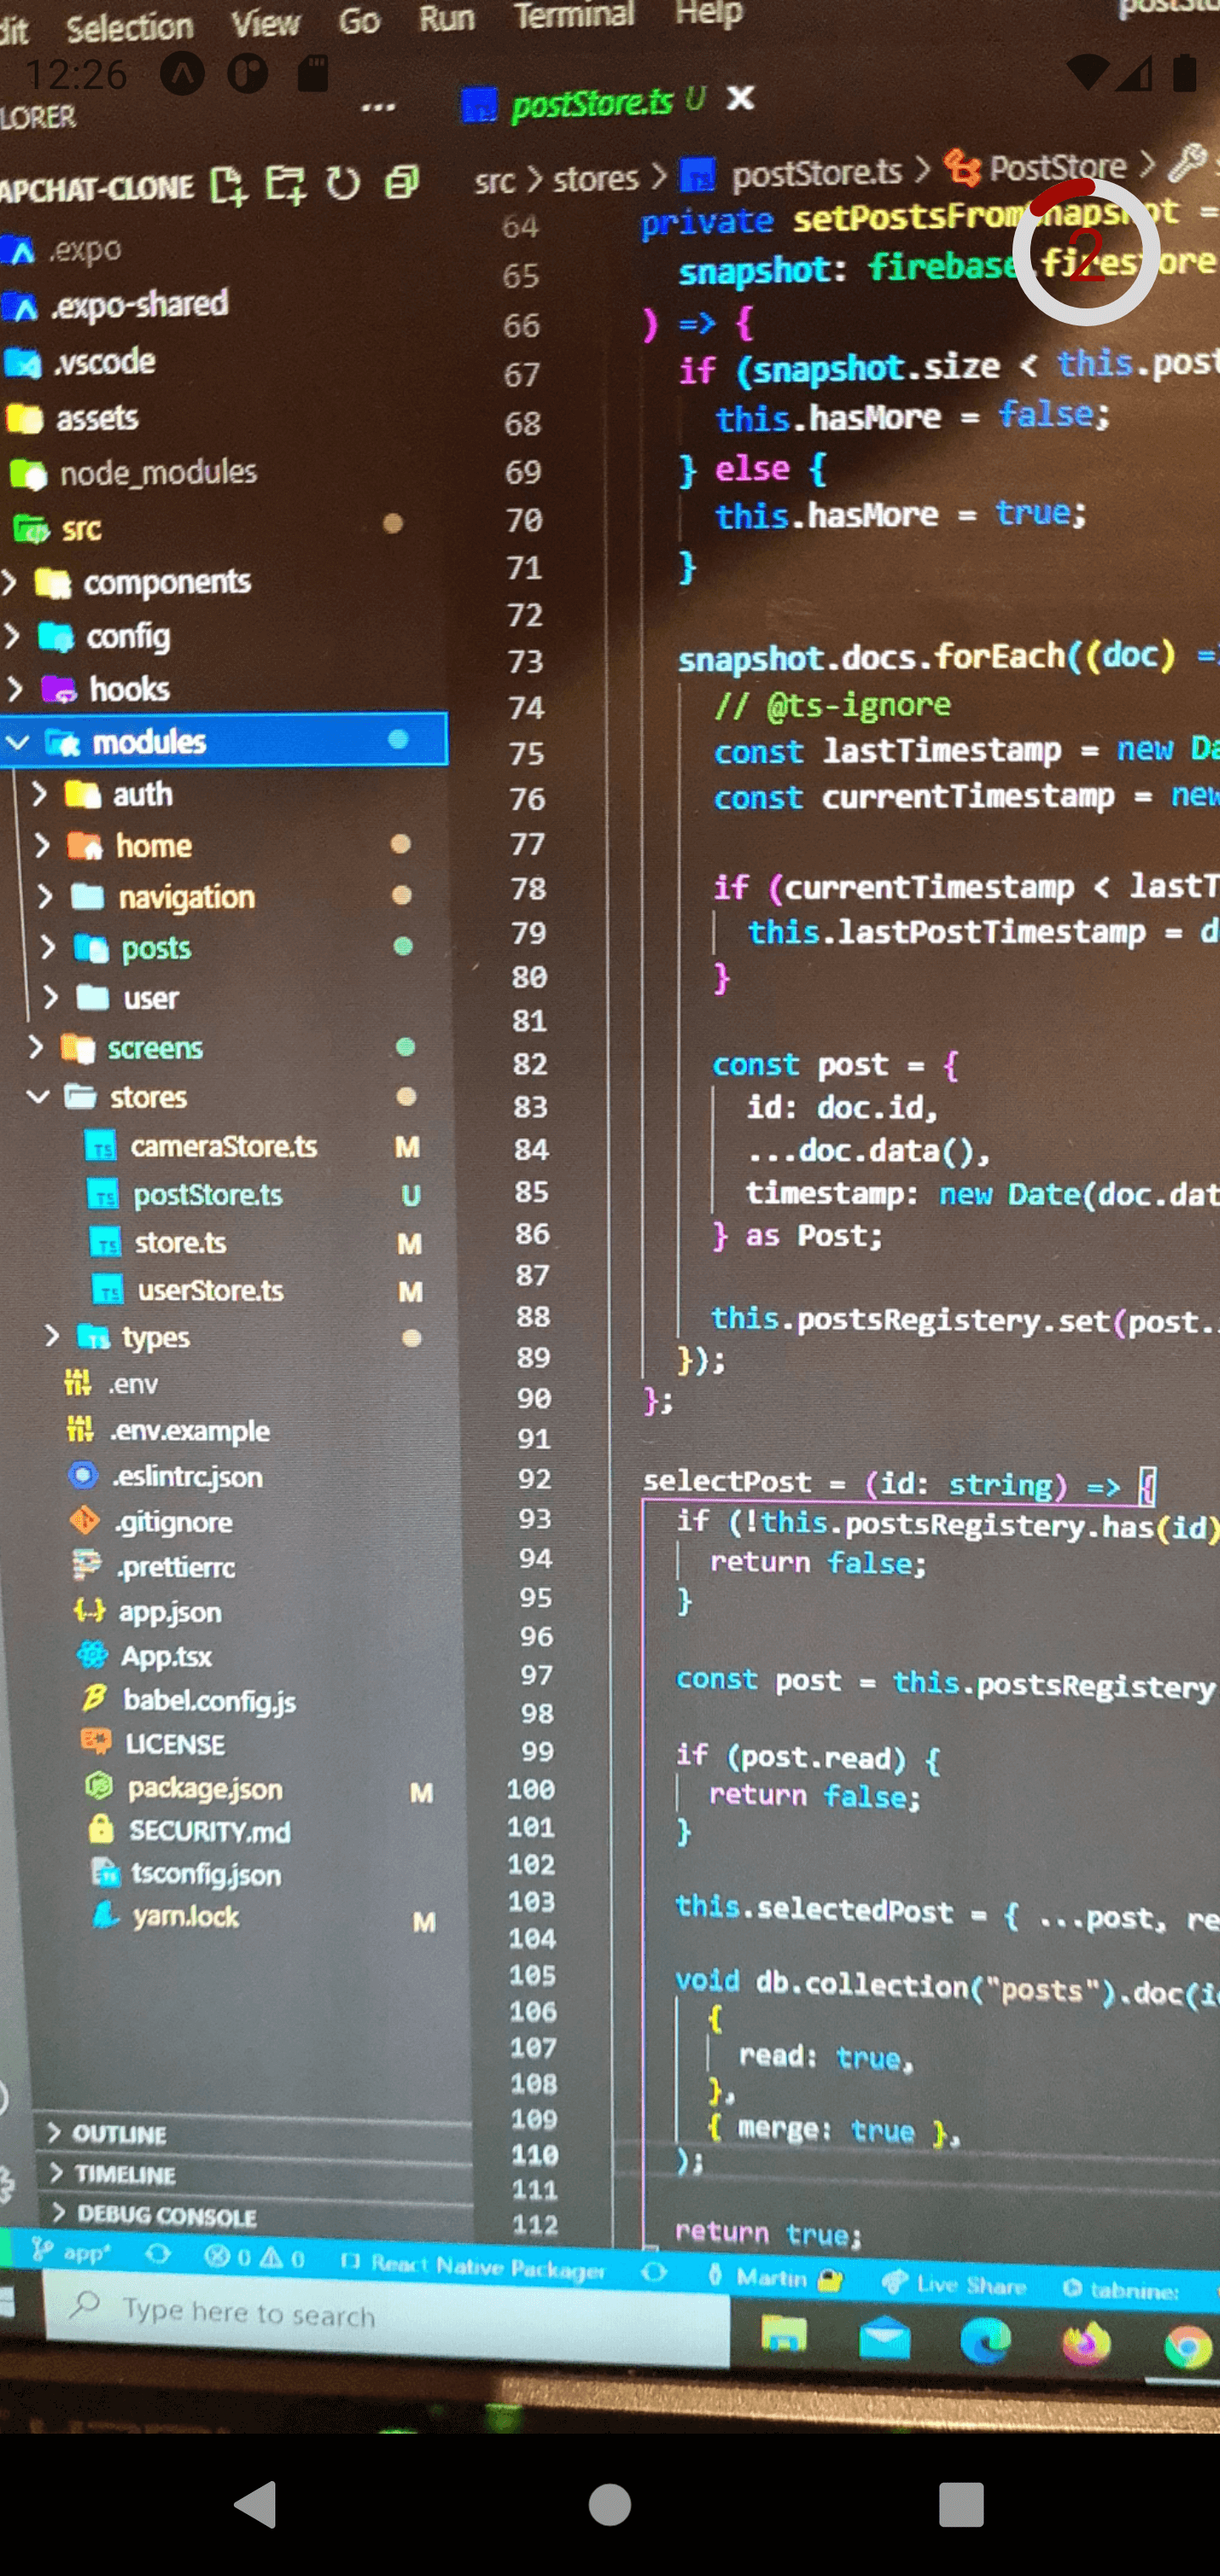 Selection View Go Run Terminal Help
12:26
postStore.ts U
APCHAT-CLONE
src > stores > postStore.ts > PostStore >
2
.expo
.expo-shared
.vscode
assets
node_modules
src
components
config
hooks
modules
auth
home
navigation
posts
user
screens
stores
cameraStore.ts M
postStore.ts U
store.ts M
userStore.ts M
types
.env
.env.example
.eslintrc.json
.gitignore
.prettierrc
app.json
App.tsx
babel.config.js
LICENSE
package.json M
SECURITY.md
tsconfig.json
yarn.lock M
OUTLINE
TIMELINE
DEBUG CONSOLE
64 private setPostsFromSnapshot =
65 snapshot: firebase.firestore
66 ) => {
67 if (snapshot.size < this.post
68 this.hasMore = false;
69 } else {
70 this.hasMore = true;
71 }
72
73 snapshot.docs.forEach((doc) =>
74 // @ts-ignore
75 const lastTimestamp = new Da
76 const currentTimestamp = new
77
78 if (currentTimestamp < lastT
79 this.lastPostTimestamp = d
80 }
81
82 const post = {
83 id: doc.id,
84 ...doc.data(),
85 timestamp: new Date(doc.dat
86 } as Post;
87
88 this.postsRegistery.set(post.
89 });
90 };
91
92 selectPost = (id: string) => {
93 if (!this.postsRegistery.has(id)
94 return false;
95 }
96
97 const post = this.postsRegistery
98
99 if (post.read) {
100 return false;
101 }
102
103 this.selectedPost = { ...post, re
104
105 void db.collection("posts").doc(i
106 {
107 read: true,
108 },
109 { merge: true },
110 );
111
112 return true;
app* 0 0 React Native Packager Martin Live Share tabnine:
Type here to search